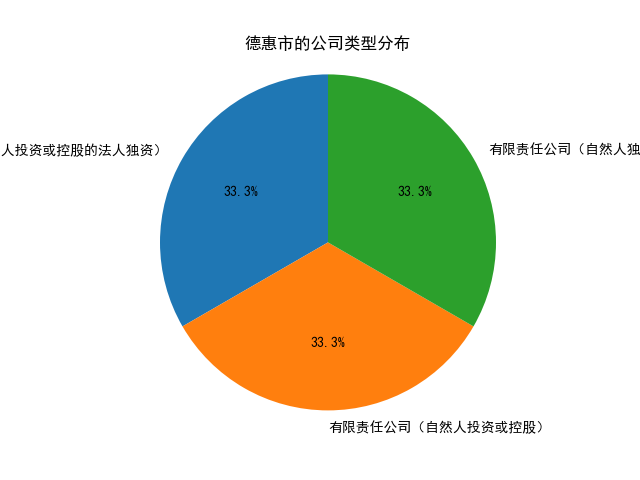 德惠市的公司类型分布
人投资或控股的法人独资）
有限责任公司（自然人独
33.3%
33.3%
33.3%
有限责任公司（自然人投资或控股）